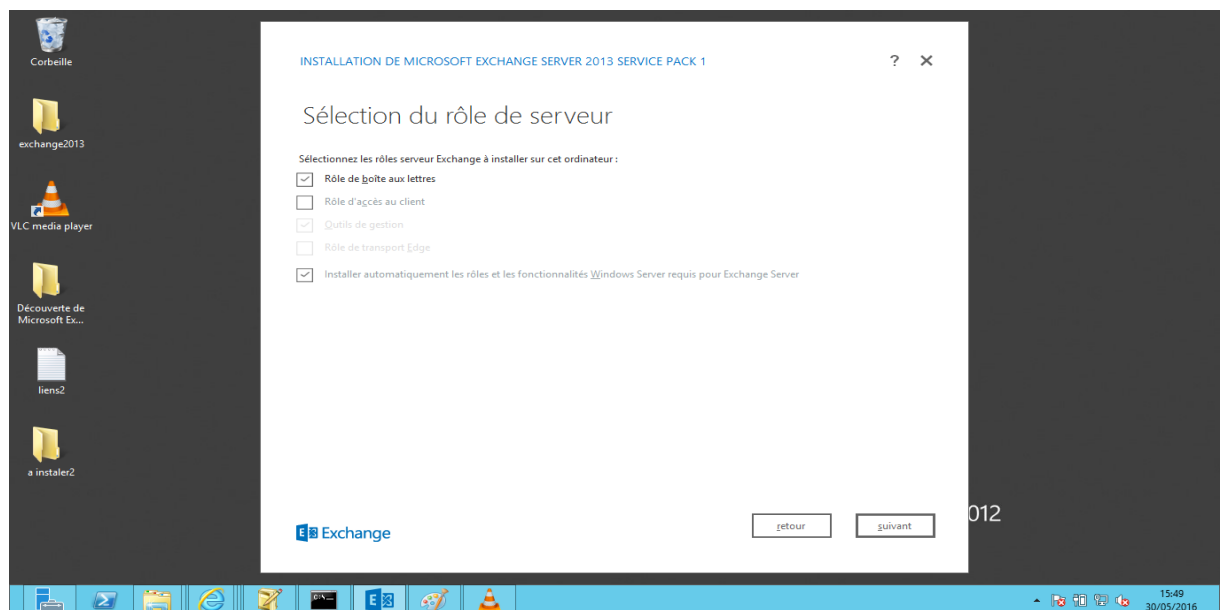 Corbeille
exchange2013
VLC media player
Découverte de
Microsoft Ex...
liens2
a instaler2
INSTALLATION DE MICROSOFT EXCHANGE SERVER 2013 SERVICE PACK 1
? ✕
Sélection du rôle de serveur
Sélectionnez les rôles serveur Exchange à installer sur cet ordinateur :
Rôle de boîte aux lettres
Rôle d'accès au client
Outils de gestion
Rôle de transport Edge
Installer automatiquement les rôles et les fonctionnalités Windows Server requis pour Exchange Server
E Exchange
retour
suivant
012
15:49
30/05/2016